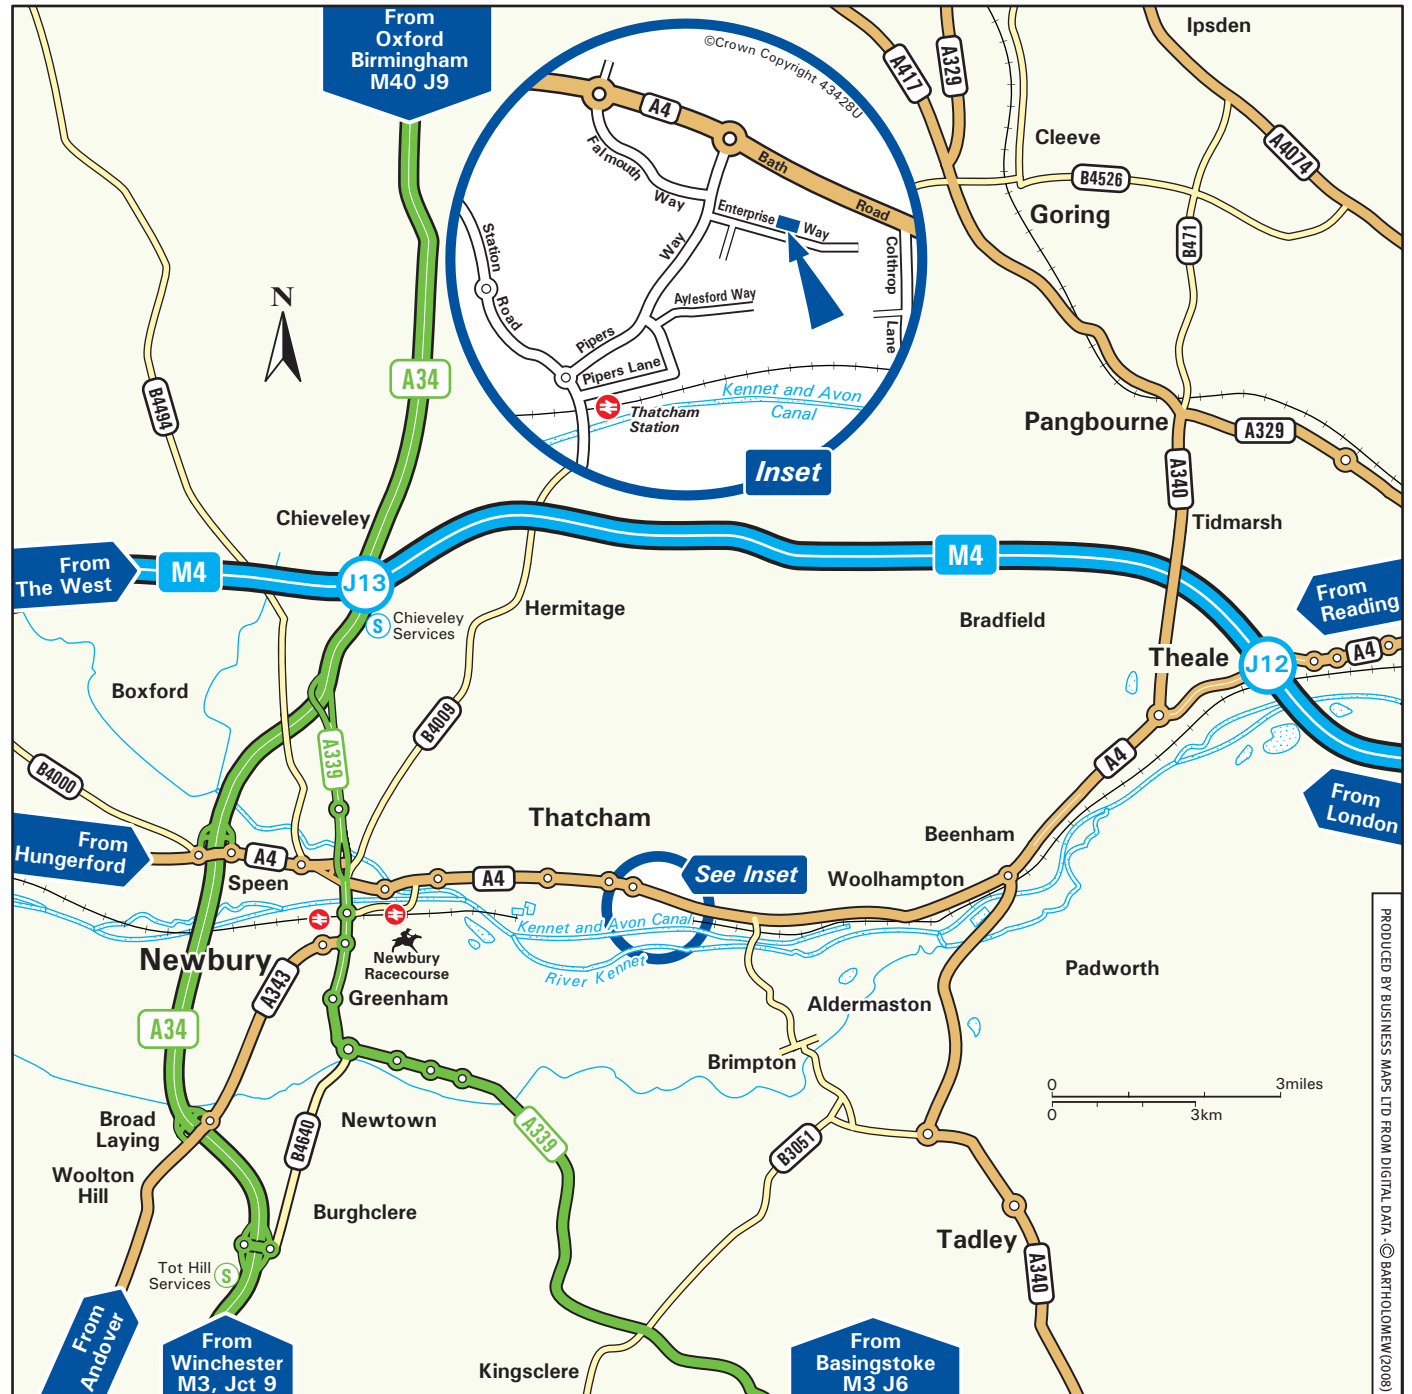 From
Oxford
Birmingham
M40 J9
Ipsden
©Crown Copyright 43428U
A417
A329
A4
Cleeve
A4074
Falmouth
Way
Bath
Road
B4526
Goring
Enterprise
Way
Station
Road
Way
Colthrop
Lane
B471
N
Aylesford Way
Pipers
Pipers Lane
A34
Kennet and Avon
Canal
Thatcham
Station
B4494
Pangbourne
A329
Inset
A340
Chieveley
Tidmarsh
From
The West
M4
J13
M4
From
Reading
Chieveley
Services
S
Hermitage
Bradfield
Theale
J12
A4
Boxford
B4009
A339
A4
B4000
From
London
Thatcham
Beenham
From
Hungerford
A4
Speen
A4
See Inset
Woolhampton
Kennet and Avon Canal
River Kennet
Newbury
Newbury
Racecourse
Padworth
A343
Greenham
Aldermaston
A34
Brimpton
0
3miles
0
3km
Broad
Laying
Newtown
A339
B4640
B3051
Woolton
Hill
Burghclere
Tadley
Tot Hill
Services
S
A340
From
Andover
From
Winchester
M3, Jct 9
Kingsclere
From
Basingstoke
M3 J6
PRODUCED BY BUSINESS MAPS LTD FROM DIGITAL DATA - © BARTHOLOMEW(2008)